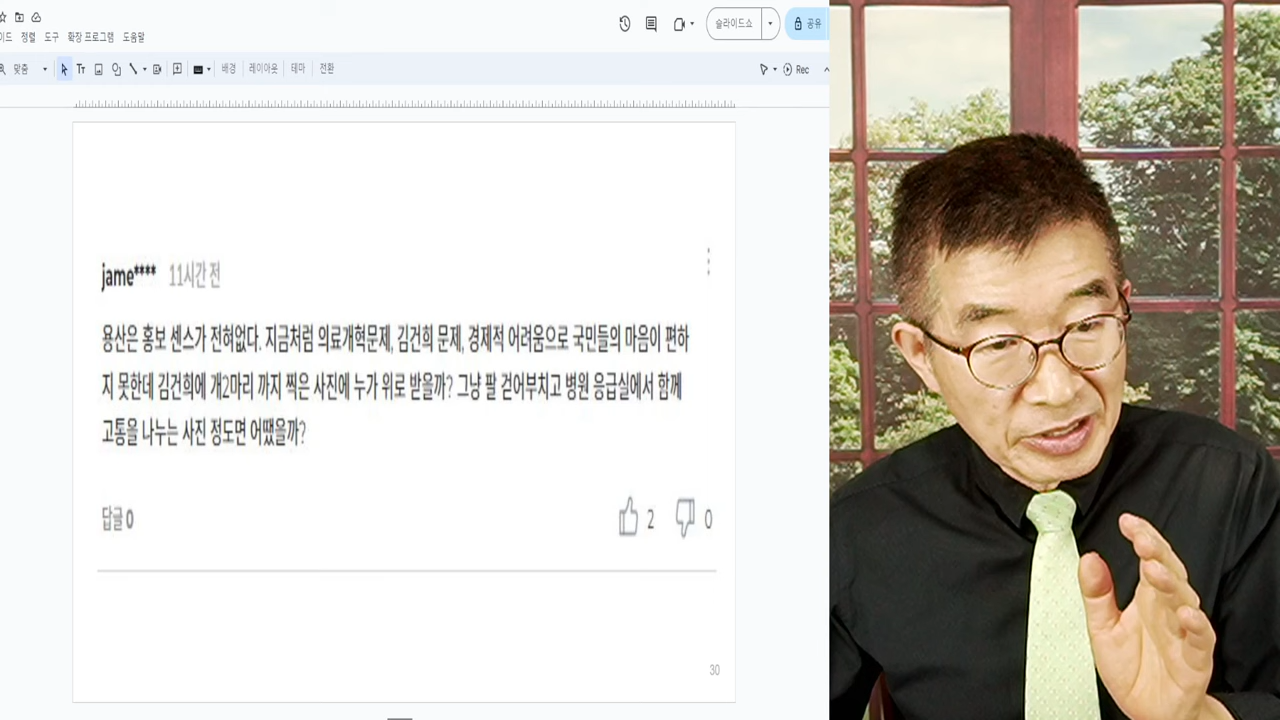 이드 정렬 도구 확장 프로그램 도움말
슬라이드쇼
공유
맞춤
배경 레이아웃 테마 전환
Rec
jame**** 11시간 전
용산은 홍보 센스가 전혀없다. 지금처럼 의료개혁문제, 김건희 문제, 경제적 어려움으로 국민들의 마음이 편하
지 못한데 김건희에 개2마리 까지 찍은 사진에 누가 위로 받을까? 그냥 팔 걷어부치고 병원 응급실에서 함께
고통을 나누는 사진 정도면 어땠을까?
답글 0
2 0
30